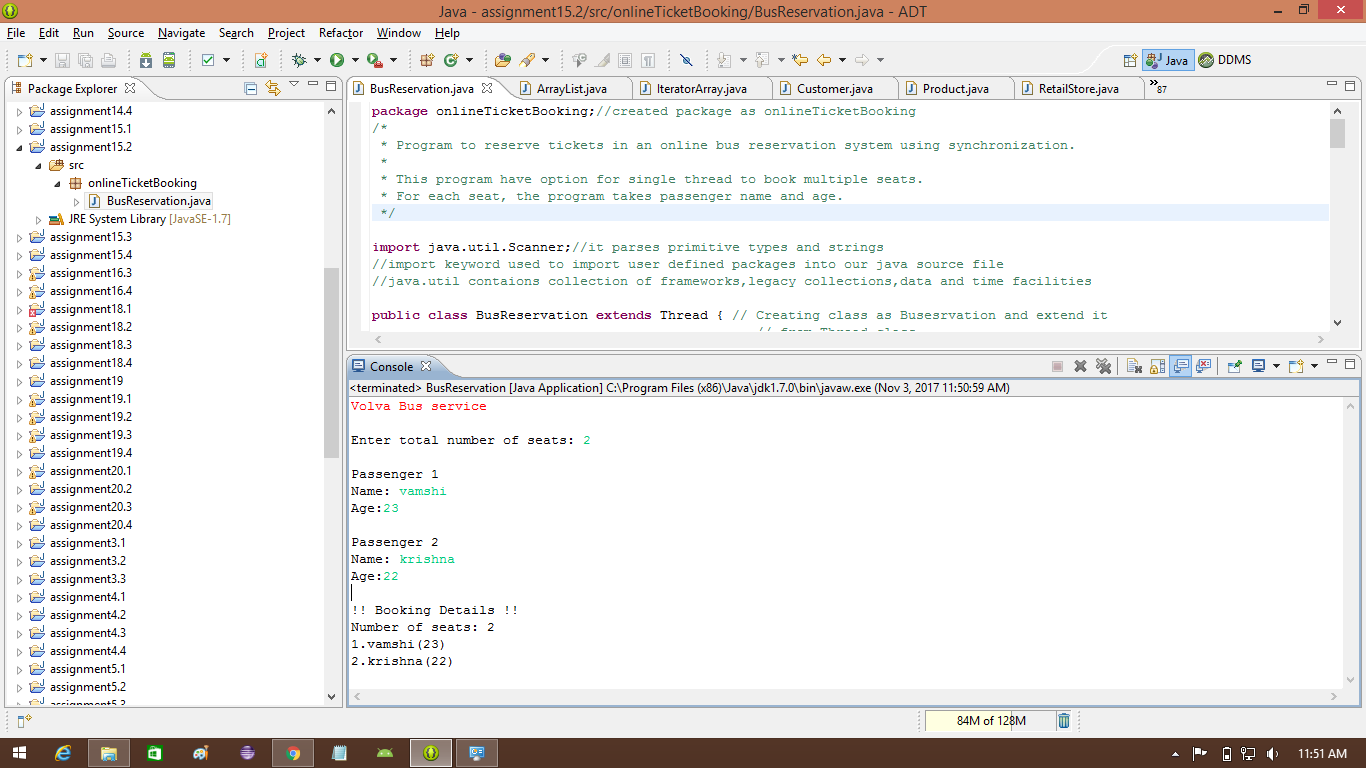 Java - assignment15.2/src/onlineTicketBooking/BusReservation.java - ADT
File Edit Run Source Navigate Search Project Refactor Window Help
Java DDMS
Package Explorer
assignment14.4
assignment15.1
assignment15.2
src
onlineTicketBooking
BusReservation.java
JRE System Library [JavaSE-1.7]
assignment15.3
assignment15.4
assignment16.3
assignment16.4
assignment18.1
assignment18.2
assignment18.3
assignment18.4
assignment19
assignment19.1
assignment19.2
assignment19.3
assignment19.4
assignment20.1
assignment20.2
assignment20.3
assignment20.4
assignment3.1
assignment3.2
assignment3.3
assignment4.1
assignment4.2
assignment4.3
assignment4.4
assignment5.1
assignment5.2
assignment5.3
BusReservation.java ArrayList.java IteratorArray.java Customer.java Product.java RetailStore.java »87
package onlineTicketBooking;//created package as onlineTicketBooking
/*
* Program to reserve tickets in an online bus reservation system using synchronization.
*
* This program have option for single thread to book multiple seats.
* For each seat, the program takes passenger name and age.
*/
import java.util.Scanner;//it parses primitive types and strings
//import keyword used to import user defined packages into our java source file
//java.util contaions collection of frameworks,legacy collections,data and time facilities
public class BusReservation extends Thread { // Creating class as Busesrvation and extend it
// from Thread class
Console
<terminated> BusReservation [Java Application] C:\Program Files (x86)\Java\jdk1.7.0\bin\javaw.exe (Nov 3, 2017 11:50:59 AM)
Volva Bus service
Enter total number of seats: 2
Passenger 1
Name: vamshi
Age:23
Passenger 2
Name: krishna
Age:22
!! Booking Details !!
Number of seats: 2
1.vamshi(23)
2.krishna(22)
84M of 128M
11:51 AM